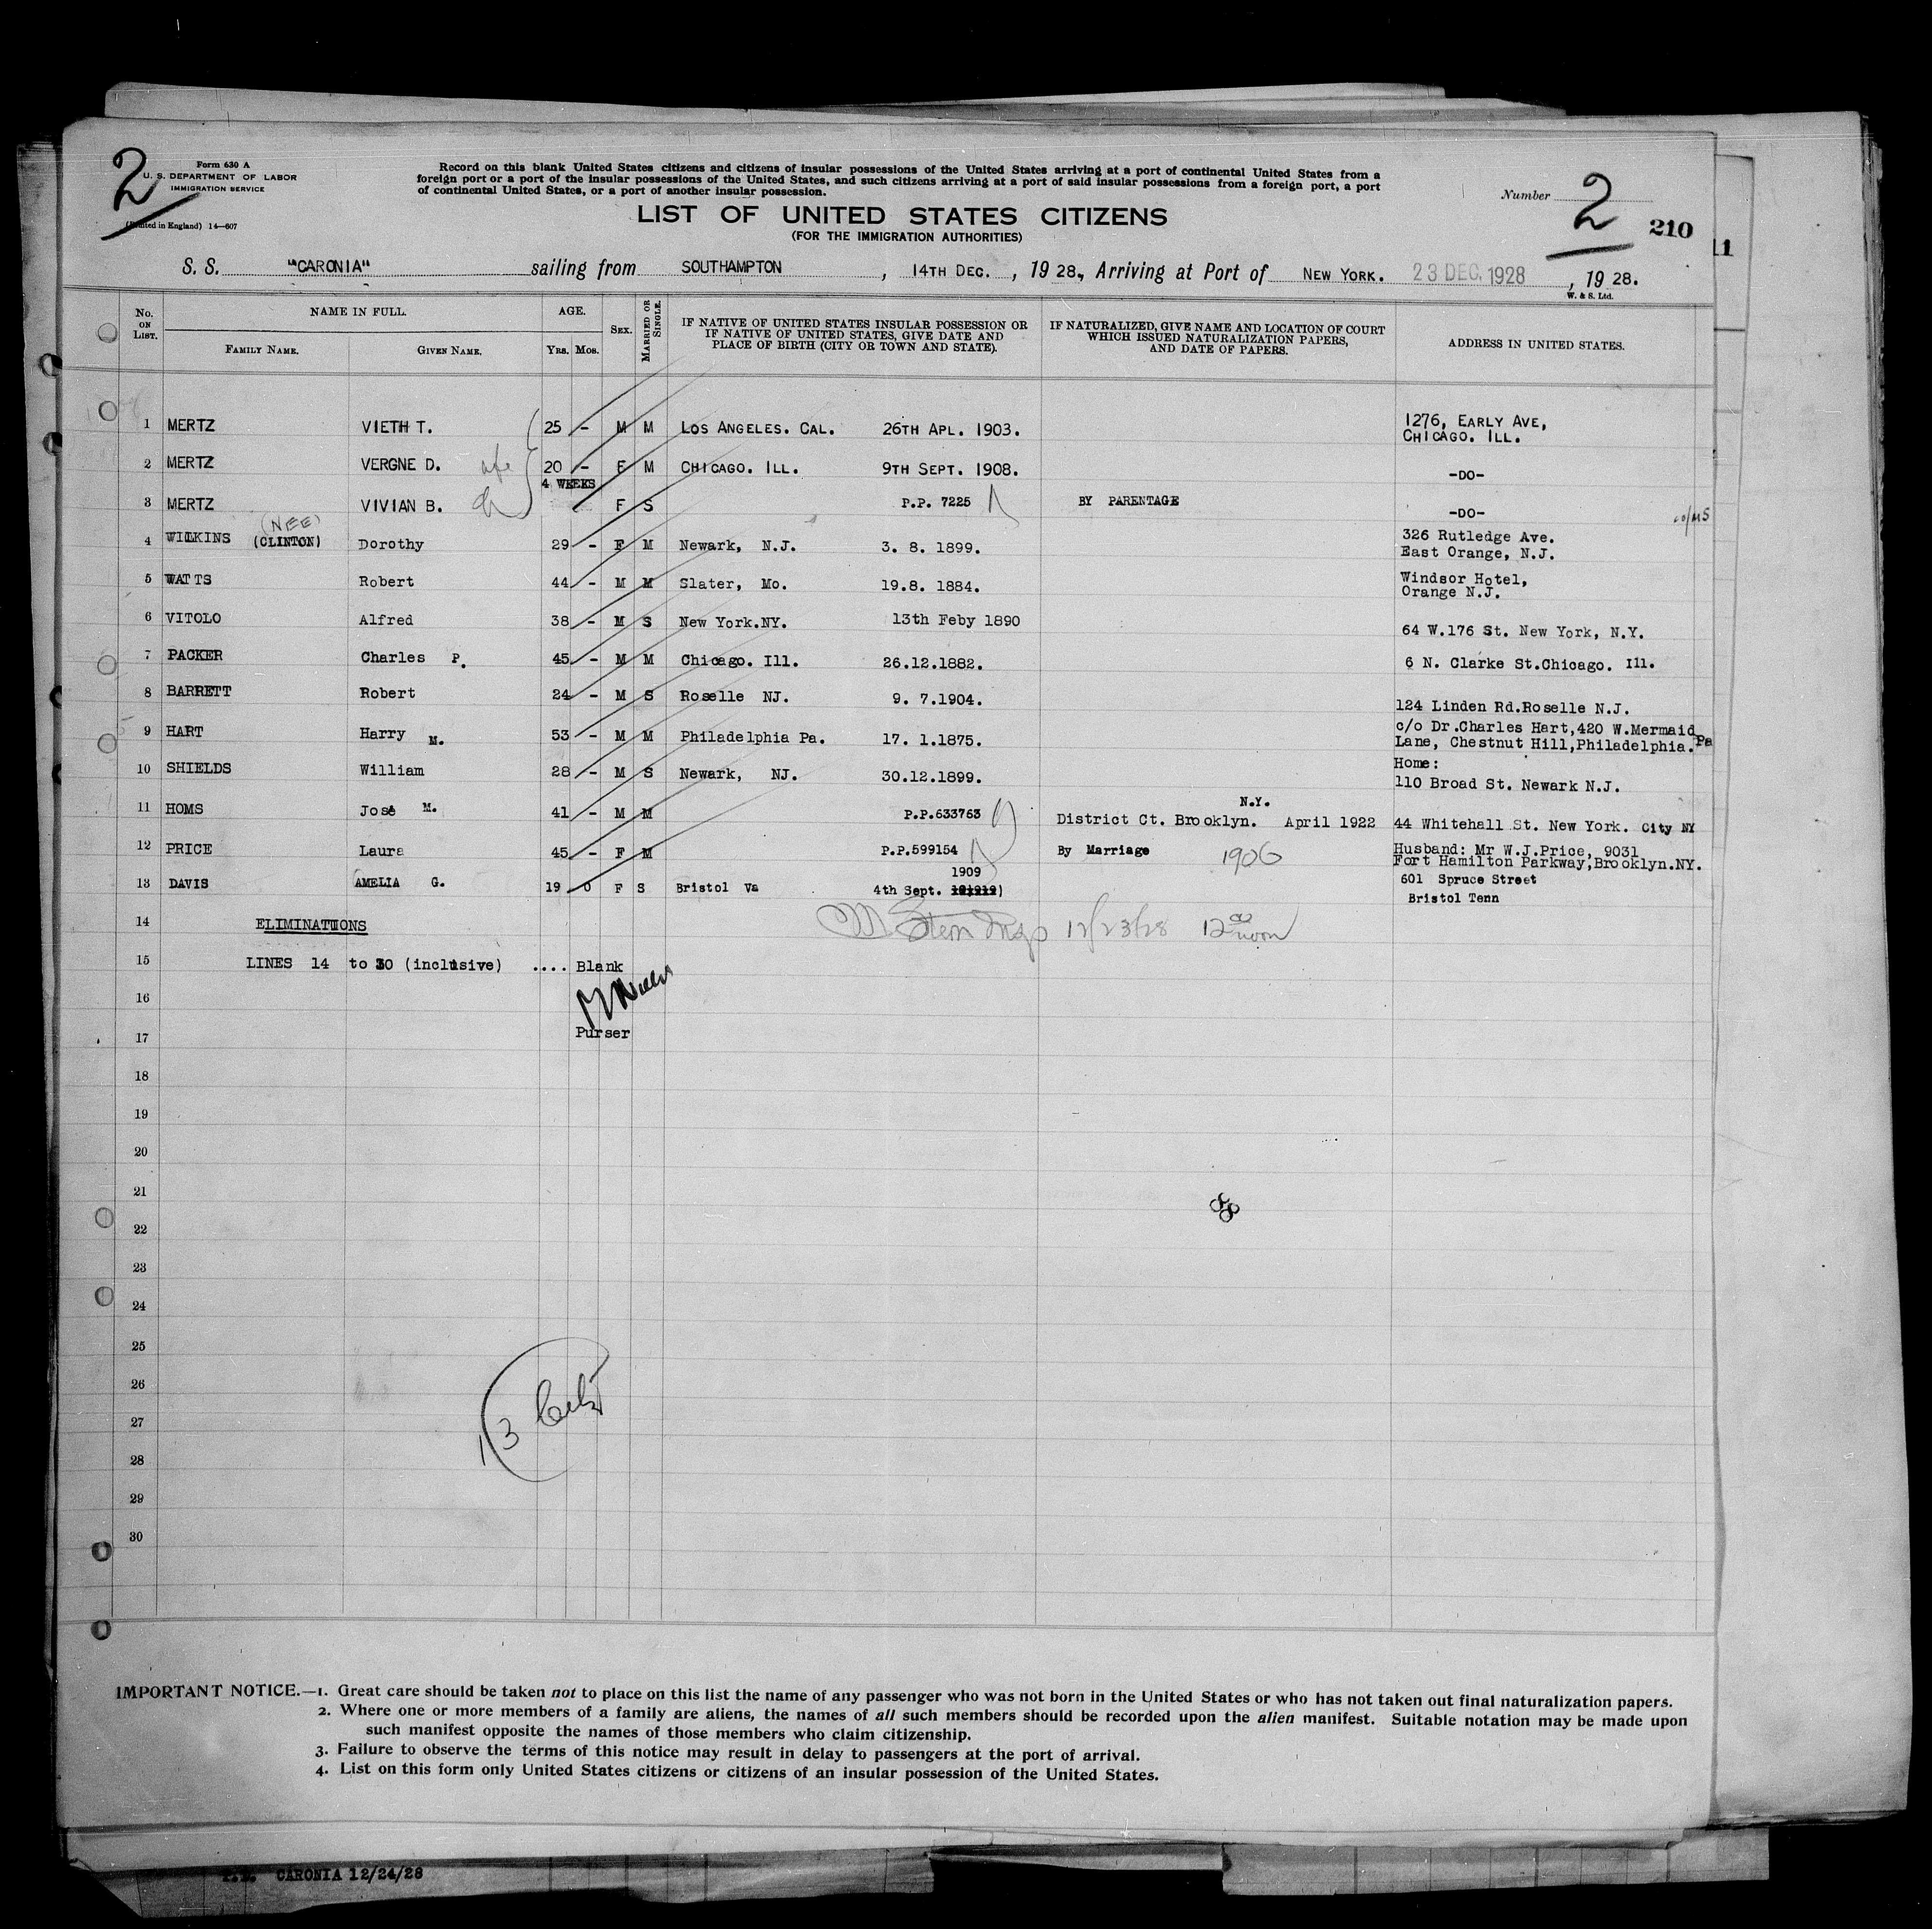 2
Form 630 A
U. S. DEPARTMENT OF LABOR
IMMIGRATION SERVICE
(Printed in England) 14—607
Record on this blank United States citizens and citizens of insular possessions of the United States arriving at a port of continental United States from a
foreign port or a port of the insular possessions of the United States, and such citizens arriving at a port of said insular possessions from a foreign port, a port
of continental United States, or a port of another insular possession.
LIST OF UNITED STATES CITIZENS
(FOR THE IMMIGRATION AUTHORITIES)
Number 2
210
11
S. S. "CARONIA" sailing from SOUTHAMPTON, 14TH DEC., 1928, Arriving at Port of NEW YORK. 23 DEC. 1928, 1928.
W. & S. Ltd.
No. ON LIST. NAME IN FULL. AGE. SEX. MARRIED OR SINGLE. IF NATIVE OF UNITED STATES INSULAR POSSESSION OR IF NATIVE OF UNITED STATES, GIVE DATE AND PLACE OF BIRTH (CITY OR TOWN AND STATE). IF NATURALIZED, GIVE NAME AND LOCATION OF COURT WHICH ISSUED NATURALIZATION PAPERS, AND DATE OF PAPERS. ADDRESS IN UNITED STATES.
FAMILY NAME. GIVEN NAME. YRS. MOS.
1 MERTZ VIETH T. 25 - M M LOS ANGELES. CAL. 26TH APL. 1903. 1276, EARLY AVE, CHICAGO. ILL.
2 MERTZ VERGNE D. wfe 20 - F M CHICAGO. ILL. 9TH SEPT. 1908. -DO-
3 MERTZ VIVIAN B. ch 4 WEEKS F S P.P. 7225 BY PARENTAGE -DO-
4 WILKINS (NEE) (CLINTON) Dorothy 29 - F M Newark, N.J. 3. 8. 1899. 326 Rutledge Ave. East Orange, N.J.
5 WATTS Robert 44 - M M Slater, Mo. 19.8. 1884. Windsor Hotel, Orange N.J.
6 VITOLO Alfred 38 - M S New York.NY. 13th Feby 1890 64 W.176 St. New York, N.Y.
7 PACKER Charles P. 45 - M M Chicago. Ill. 26.12.1882. 6 N. Clarke St.Chicago. Ill.
8 BARRETT Robert 24 - M S Roselle NJ. 9. 7.1904. 124 Linden Rd.Roselle N.J.
9 HART Harry M. 53 - M M Philadelphia Pa. 17. 1.1875. c/o Dr.Charles Hart,420 W.Mermaid Lane, Chestnut Hill,Philadelphia. Pa
10 SHIELDS William 28 - M S Newark, NJ. 30.12.1899. Home: 110 Broad St. Newark N.J.
11 HOMS José M. 41 - M M P.P.633763 District Ct. Brooklyn. N.Y. April 1922 44 Whitehall St. New York. City NY
12 PRICE Laura 45 - F M P.P.599154 By Marriage 1906 Husband: Mr W.J.Price, 9031 Fort Hamilton Parkway,Brooklyn.NY.
13 DAVIS AMELIA G. 19 0 F S Bristol Va 4th Sept. 1909 601 Spruce Street Bristol Tenn
14 ELIMINATIONS 12/23/28 12 00 noon
15 LINES 14 to 30 (inclusive) .... Blank
16
17 Purser
18
19
20
21
22
23
24
25
26
27
28
29
30
IMPORTANT NOTICE.—1. Great care should be taken not to place on this list the name of any passenger who was not born in the United States or who has not taken out final naturalization papers.
2. Where one or more members of a family are aliens, the names of all such members should be recorded upon the alien manifest. Suitable notation may be made upon
such manifest opposite the names of those members who claim citizenship.
3. Failure to observe the terms of this notice may result in delay to passengers at the port of arrival.
4. List on this form only United States citizens or citizens of an insular possession of the United States.
CARONIA 12/24/28